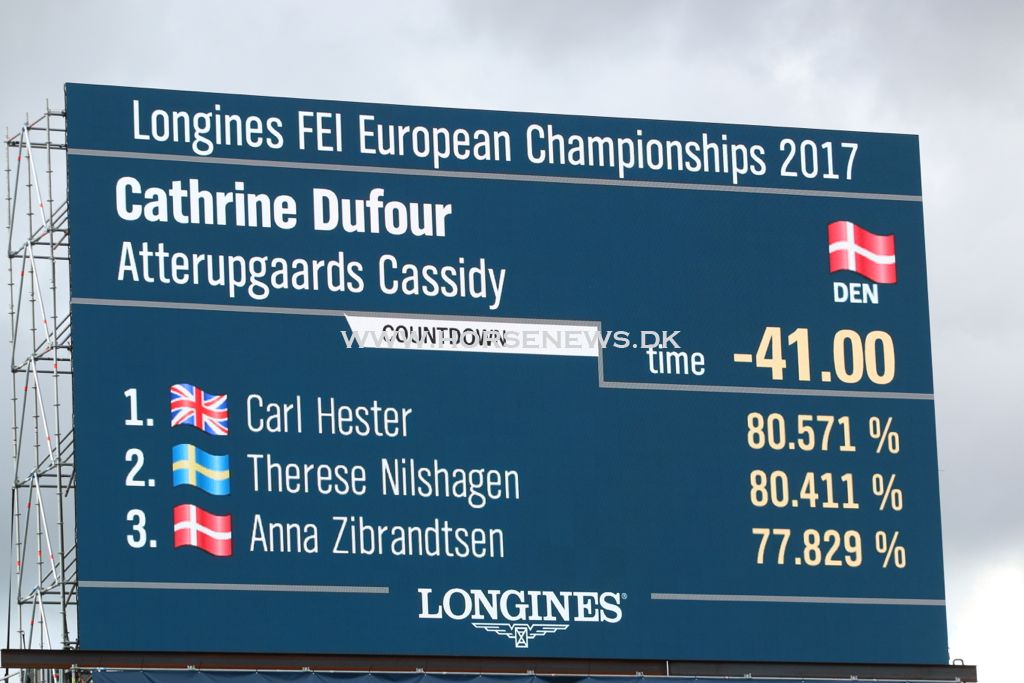 Longines FEI European Championships 2017
Cathrine Dufour
Atterupgaards Cassidy
DEN
COUNTDOWN
WWW.HORSENEWS.DK
time -41.00
1. Carl Hester 80.571 %
2. Therese Nilshagen 80.411 %
3. Anna Zibrandtsen 77.829 %
LONGINES®